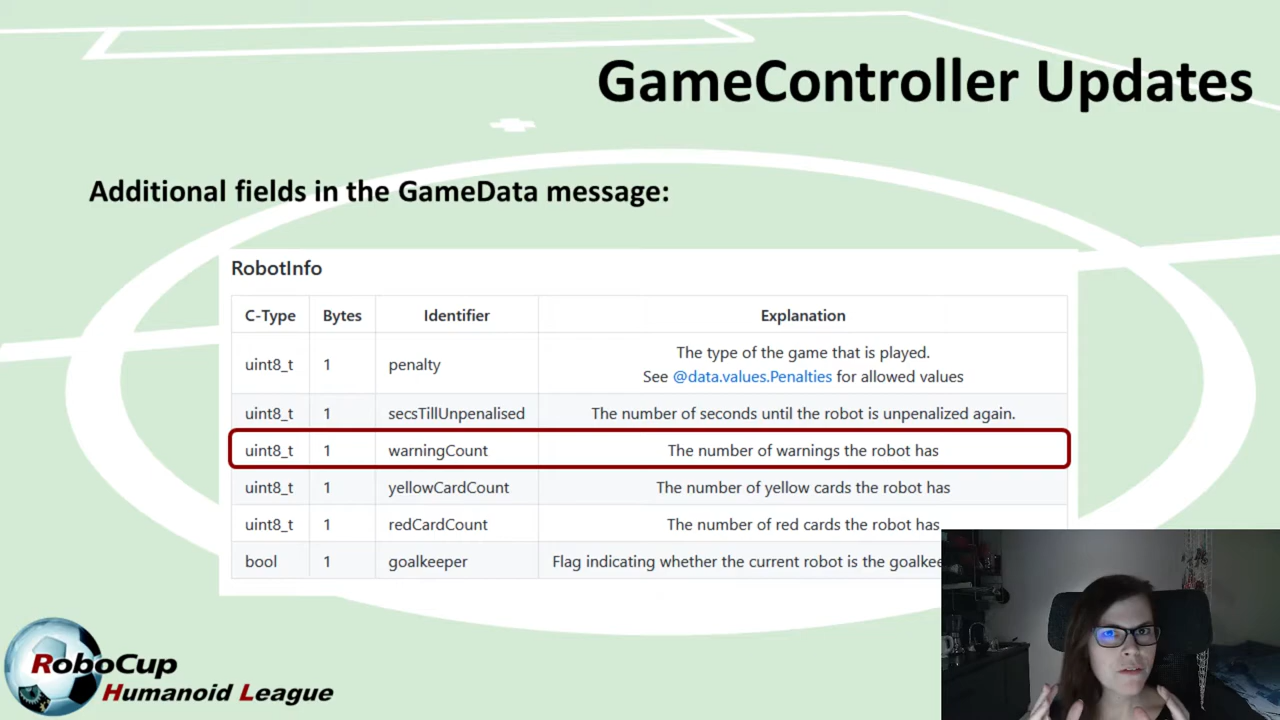 GameController Updates
Additional fields in the GameData message:
RobotInfo
C-Type Bytes Identifier Explanation
uint8_t 1 penalty The type of the game that is played.
See @data.values.Penalties for allowed values
uint8_t 1 secsTillUnpenalised The number of seconds until the robot is unpenalized again.
uint8_t 1 warningCount The number of warnings the robot has
uint8_t 1 yellowCardCount The number of yellow cards the robot has
uint8_t 1 redCardCount The number of red cards the robot has
bool 1 goalkeeper Flag indicating whether the current robot is the
RoboCup
Humanoid League